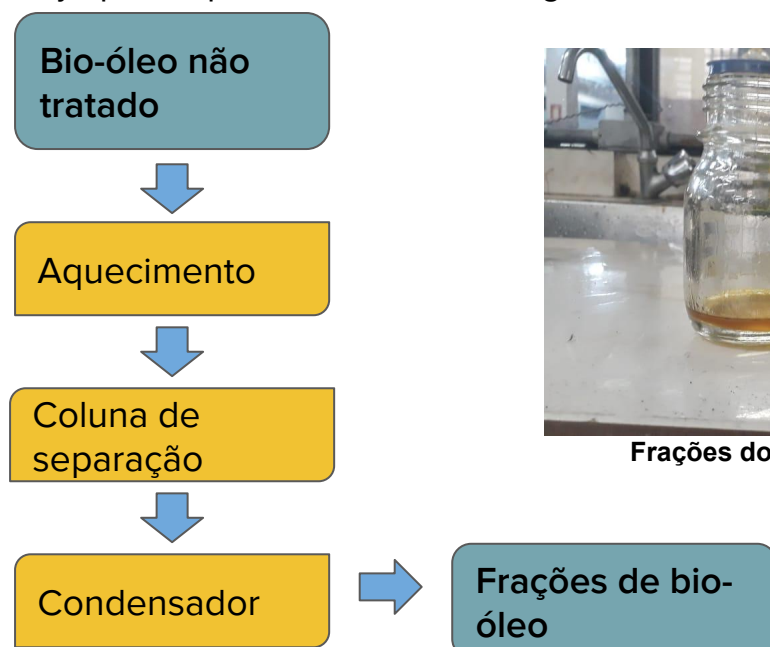 Bio-óleo não
tratado
Aquecimento
Coluna de
separação
Frações do
Condensador
Frações de bio-
óleo